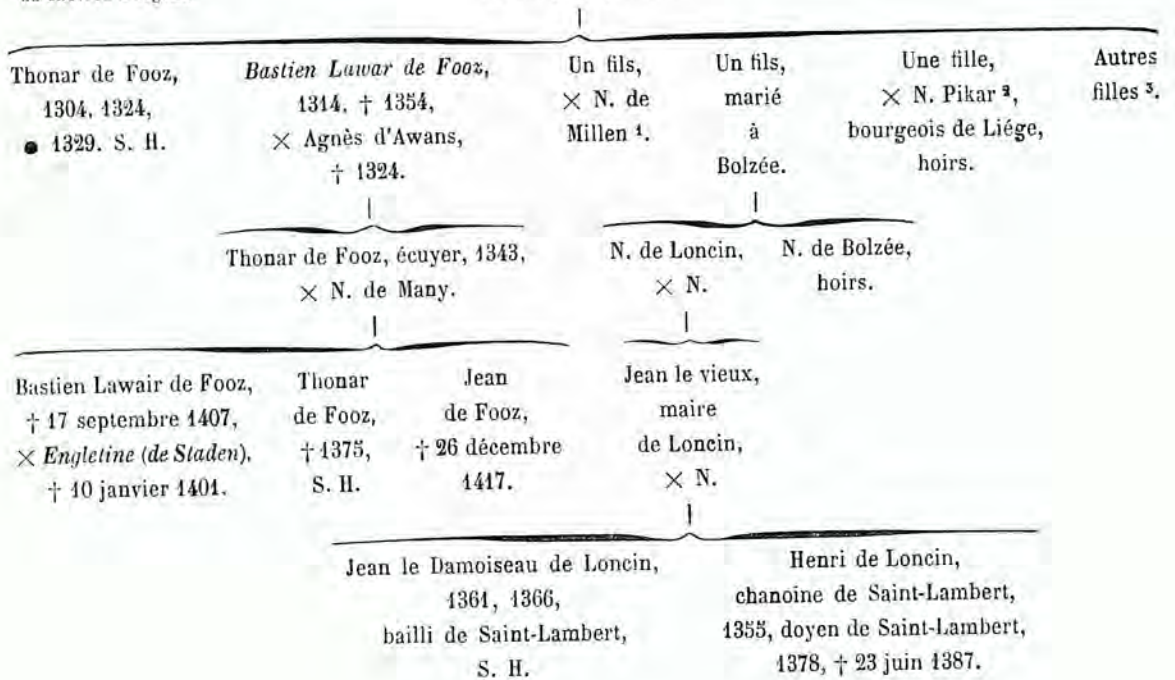 Thonar de Fooz,
1304, 1324,
● 1329. S. H.
Bastien Lawar de Fooz,
1314. † 1354,
× Agnès d'Awans,
† 1324.
Un fils,
× N. de
Millen ¹.
Un fils,
marié
à
Bolzée.
Une fille,
× N. Pikar ²,
bourgeois de Liége,
hoirs.
Autres
filles ³.
Thonar de Fooz, écuyer, 1343,
× N. de Many.
N. de Loncin,
× N.
N. de Bolzée,
hoirs.
Bastien Lawair de Fooz,
† 17 septembre 1407,
× Engletine (de Staden).
† 10 janvier 1401.
Thonar
de Fooz,
† 1375,
S. H.
Jean
de Fooz,
† 26 décembre
1417.
Jean le vieux,
maire
de Loncin,
× N.
Jean le Damoiseau de Loncin,
1361, 1366,
bailli de Saint-Lambert,
S. H.
Henri de Loncin,
chanoine de Saint-Lambert,
1355, doyen de Saint-Lambert,
1378, † 23 juin 1387.